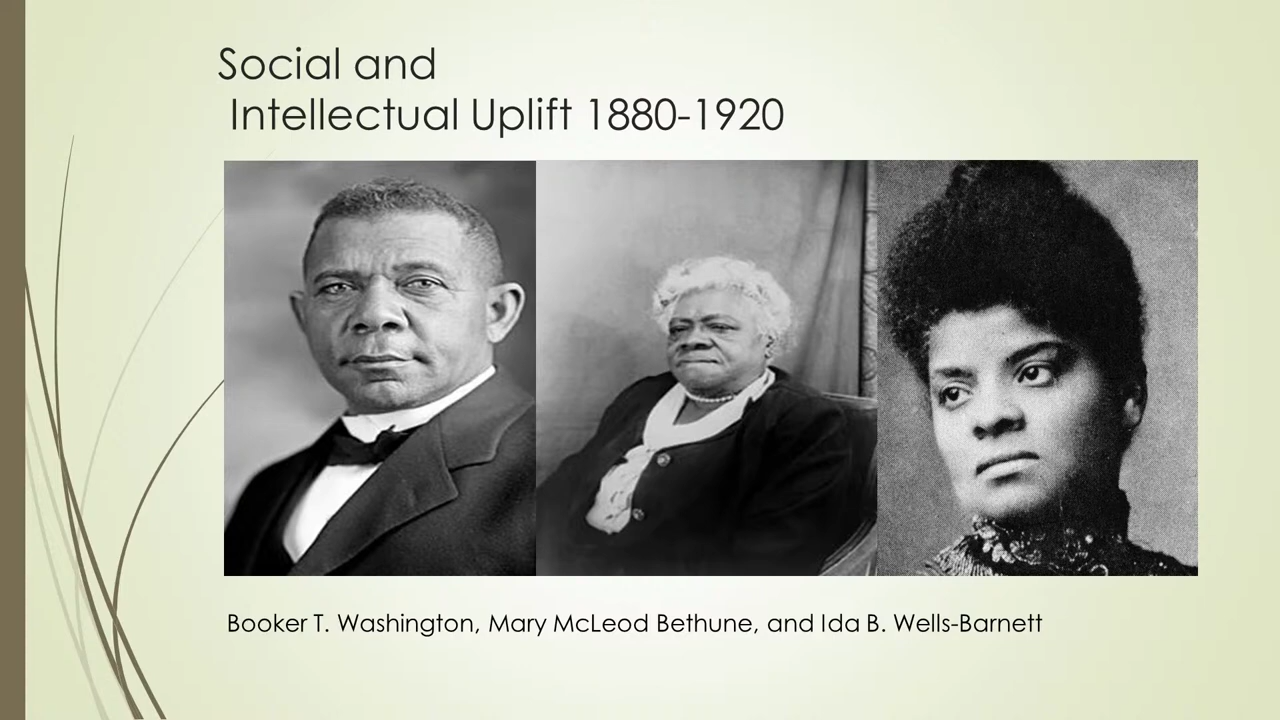 Social and
Intellectual Uplift 1880-1920
Booker T. Washington, Mary McLeod Bethune, and Ida B. Wells-Barnett